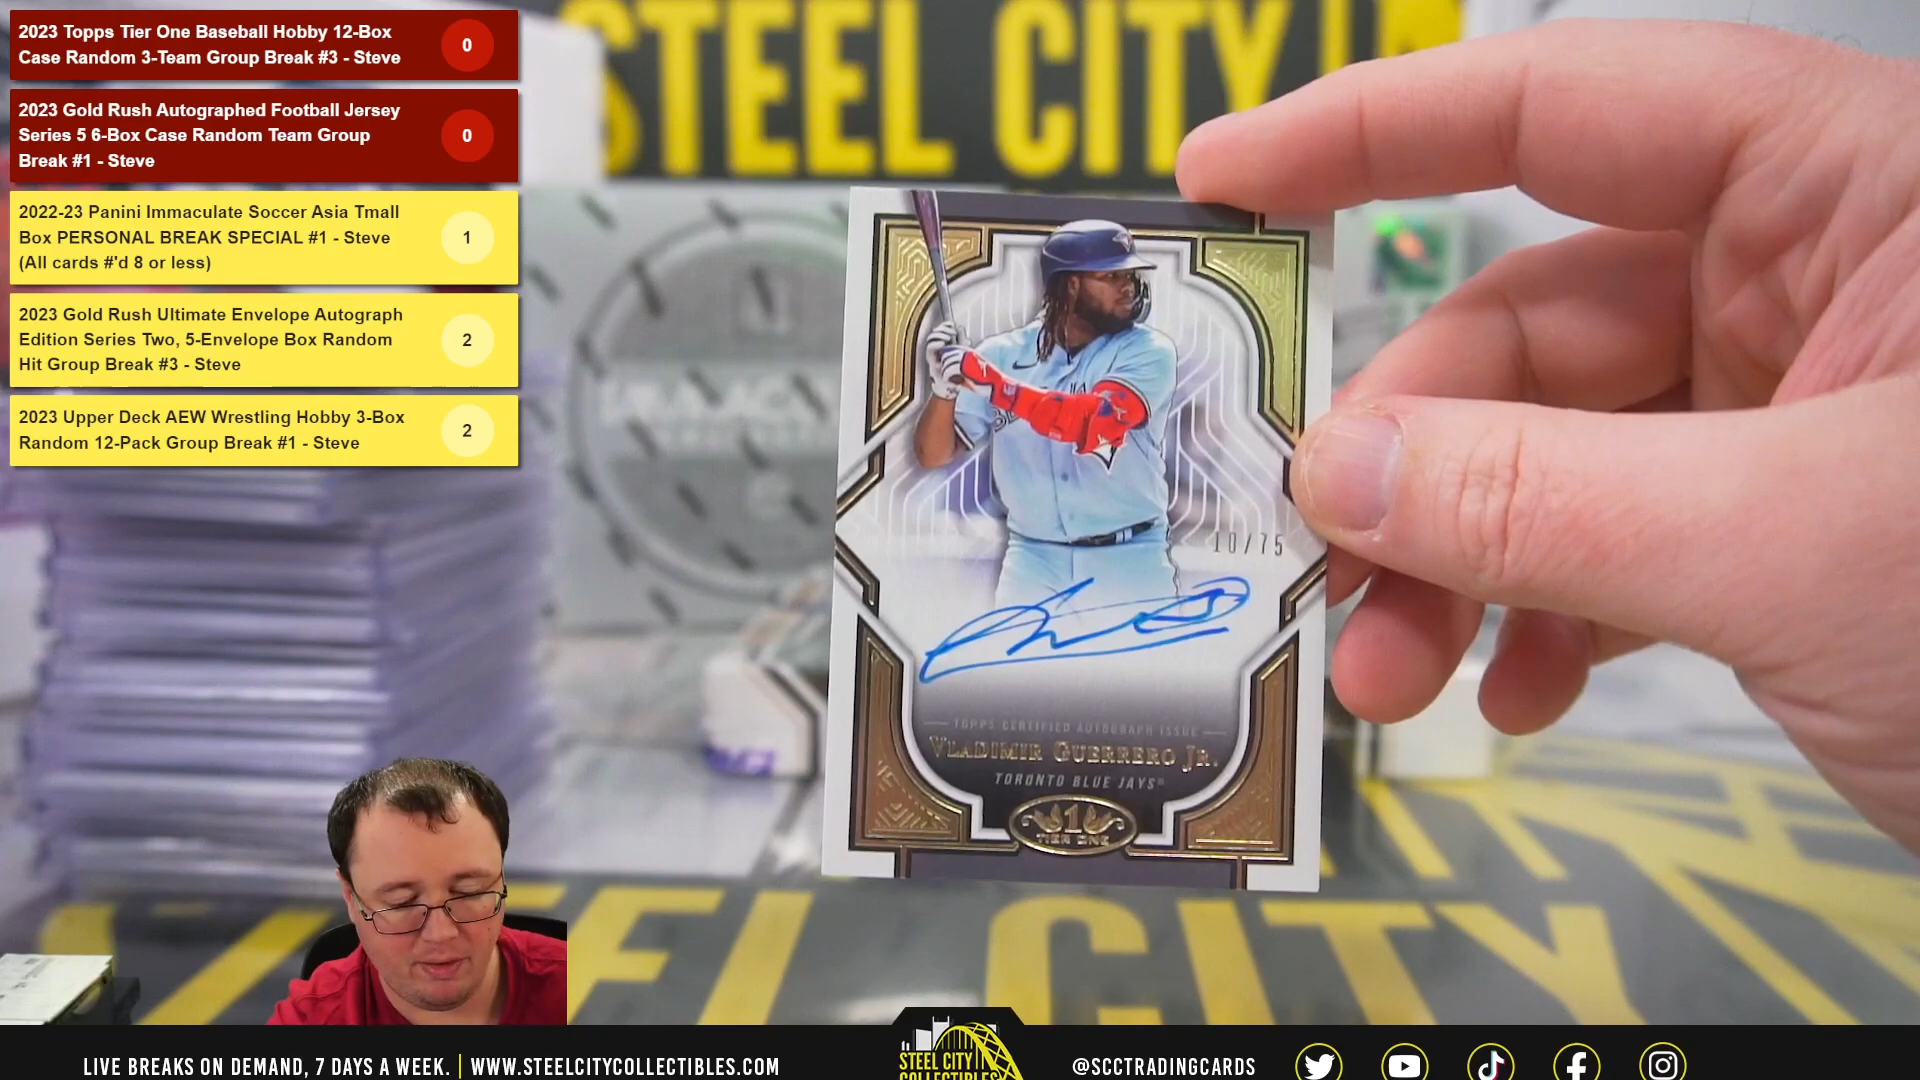 2023 Topps Tier One Baseball Hobby 12-Box
Case Random 3-Team Group Break #3 - Steve
0
2023 Gold Rush Autographed Football Jersey
Series 5 6-Box Case Random Team Group
Break #1 - Steve
0
2022-23 Panini Immaculate Soccer Asia Tmall
Box PERSONAL BREAK SPECIAL #1 - Steve
(All cards #'d 8 or less)
1
2023 Gold Rush Ultimate Envelope Autograph
Edition Series Two, 5-Envelope Box Random
Hit Group Break #3 - Steve
2
2023 Upper Deck AEW Wrestling Hobby 3-Box
Random 12-Pack Group Break #1 - Steve
2
STEEL CITY
10/75
TOPPS CERTIFIED AUTOGRAPH ISSUE
VLADIMIR GUERRERO JR.
TORONTO BLUE JAYS
1
TIER ONE
STEEL CITY
LIVE BREAKS ON DEMAND, 7 DAYS A WEEK. | WWW.STEELCITYCOLLECTIBLES.COM
STEEL CITY
COLLECTIBLES
@SCCTRADINGCARDS